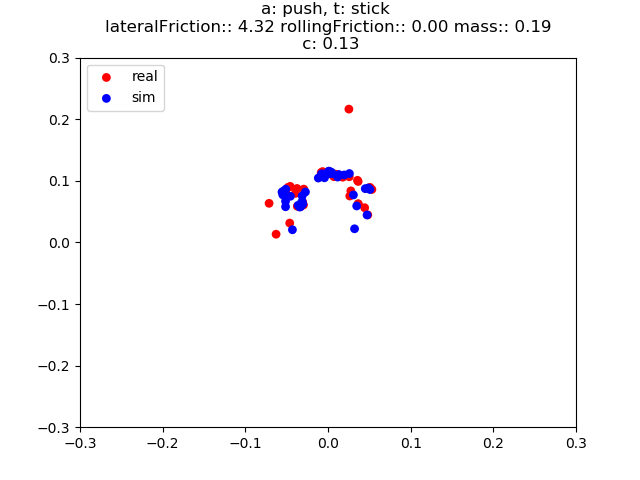 a: push, t: stick
lateralFriction:: 4.32 rollingFriction:: 0.00 mass:: 0.19
c: 0.13
real
sim
0.3
0.2
0.1
0.0
−0.1
−0.2
−0.3
−0.3 −0.2 −0.1 0.0 0.1 0.2 0.3